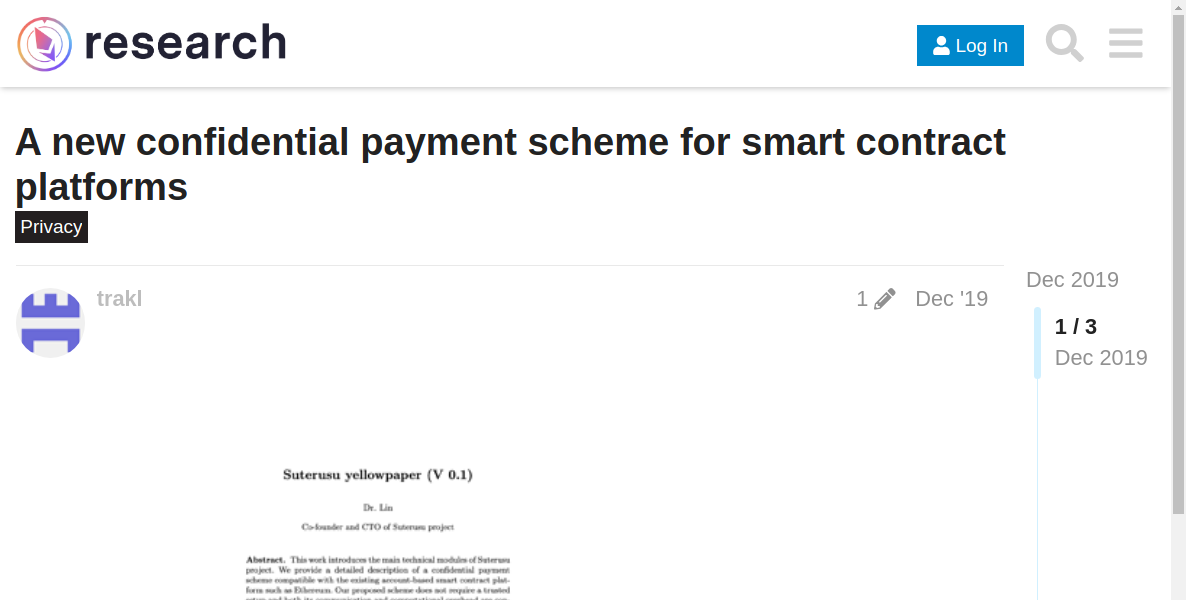 research
Log In
A new confidential payment scheme for smart contract
platforms
Privacy
trakl
1
Dec '19
Dec 2019
1 / 3
Dec 2019
Suterusu yellowpaper (V 0.1)
Dr. Lin
Co-founder and CTO of Suterusu project
Abstract. This work introduces the main technical modules of Suterusu
project. We provide a detailed description of a confidential payment
scheme compatible with the existing account-based smart contract plat-
form such as Ethereum. Our proposed scheme does not require a trusted